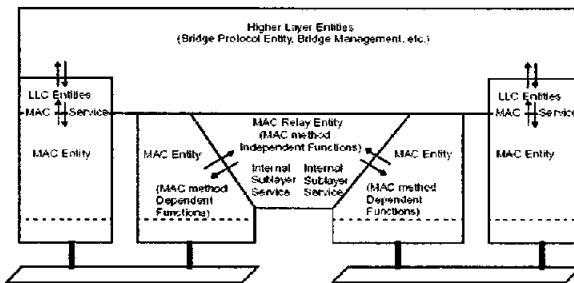 Higher Layer Entities
(Bridge Protocol Entity, Bridge Management, etc.)
LLC Entities
MAC Service
MAC Entity
MAC Entity
(MAC method
Dependent
Functions)
MAC Relay Entity
(MAC method
Independent Functions)
Internal
Sublayer
Service
Internal
Sublayer
Service
MAC Entity
(MAC method
Dependent
Functions)
LLC Entities
MAC Service
MAC Entity